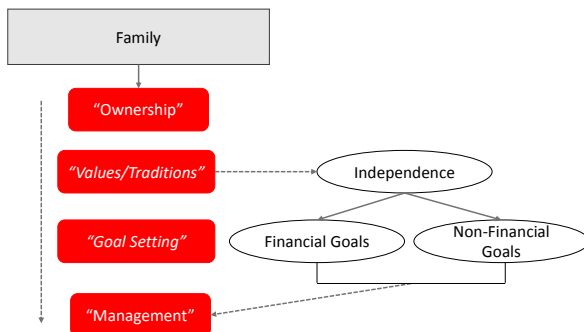 Family
“Ownership”
“Values/Traditions”
Independence
“Goal Setting”
Financial Goals
Non-Financial
Goals
“Management”